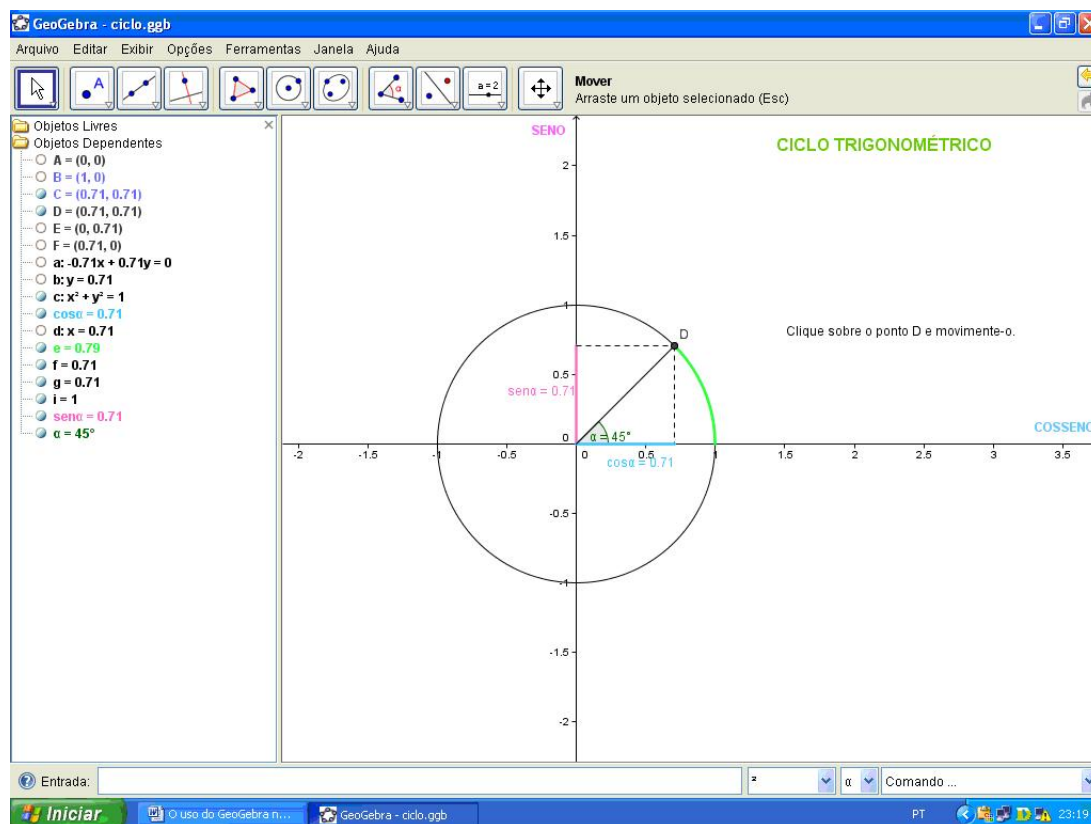 GeoGebra - ciclo.ggb
Arquivo Editar Exibir Opções Ferramentas Janela Ajuda
A
α
a=2
Mover
Arraste um objeto selecionado (Esc)
Objetos Livres
Objetos Dependentes
A = (0, 0)
B = (1, 0)
C = (0.71, 0.71)
D = (0.71, 0.71)
E = (0, 0.71)
F = (0.71, 0)
a: -0.71x + 0.71y = 0
b: y = 0.71
c: x² + y² = 1
cosα = 0.71
d: x = 0.71
e = 0.79
f = 0.71
g = 0.71
i = 1
senα = 0.71
α = 45°
SENO
CICLO TRIGONOMÉTRICO
2
1.5
1
D
Clique sobre o ponto D e movimente-o.
0.5
senα = 0.71
0
α = 45°
COSSENO
-2 -1.5 -1 -0.5 0 0.5 1 1.5 2 2.5 3 3.5
cosα = 0.71
-0.5
-1
-1.5
-2
Entrada:
²
α
Comando ...
Iniciar
O uso do GeoGebra n...
GeoGebra - ciclo.ggb
PT
23:19